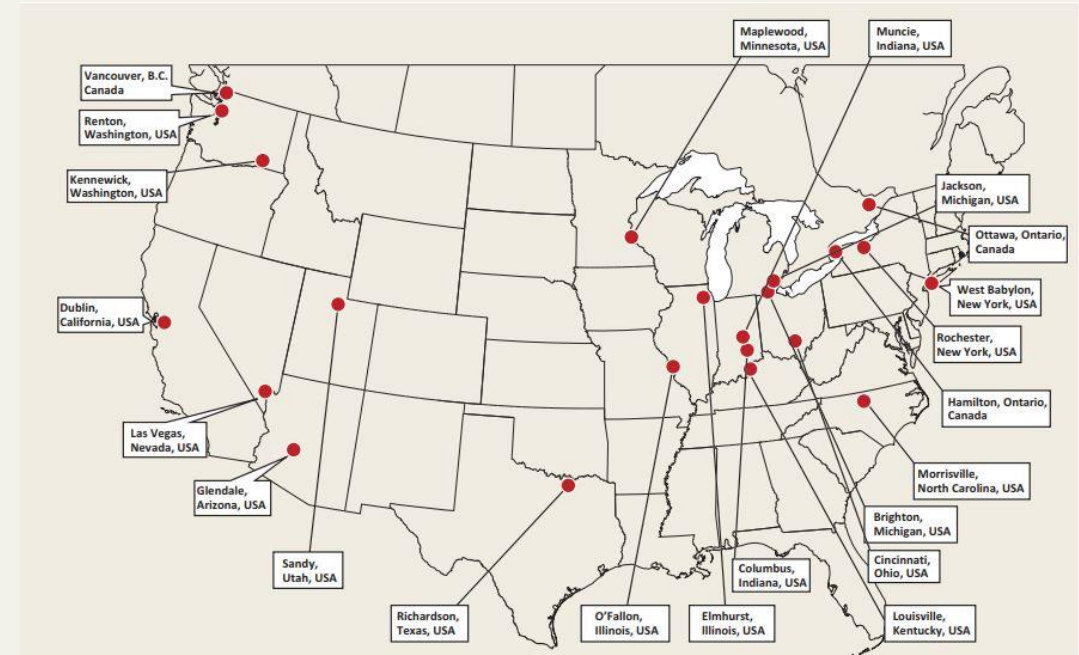 Maplewood,
Minnesota, USA
Muncie,
Indiana, USA
Vancouver, B.C.
Canada
Renton,
Washington, USA
Kennewick,
Washington, USA
Jackson,
Michigan, USA
Ottawa, Ontario,
Canada
West Babylon,
New York, USA
Dublin,
California, USA
Rochester,
New York, USA
Hamilton, Ontario,
Canada
Las Vegas,
Nevada, USA
Glendale,
Arizona, USA
Morrisville,
North Carolina, USA
Brighton,
Michigan, USA
Sandy,
Utah, USA
Cincinnati,
Ohio, USA
Columbus,
Indiana, USA
Richardson,
Texas, USA
O'Fallon,
Illinois, USA
Elmhurst,
Illinois, USA
Louisville,
Kentucky, USA